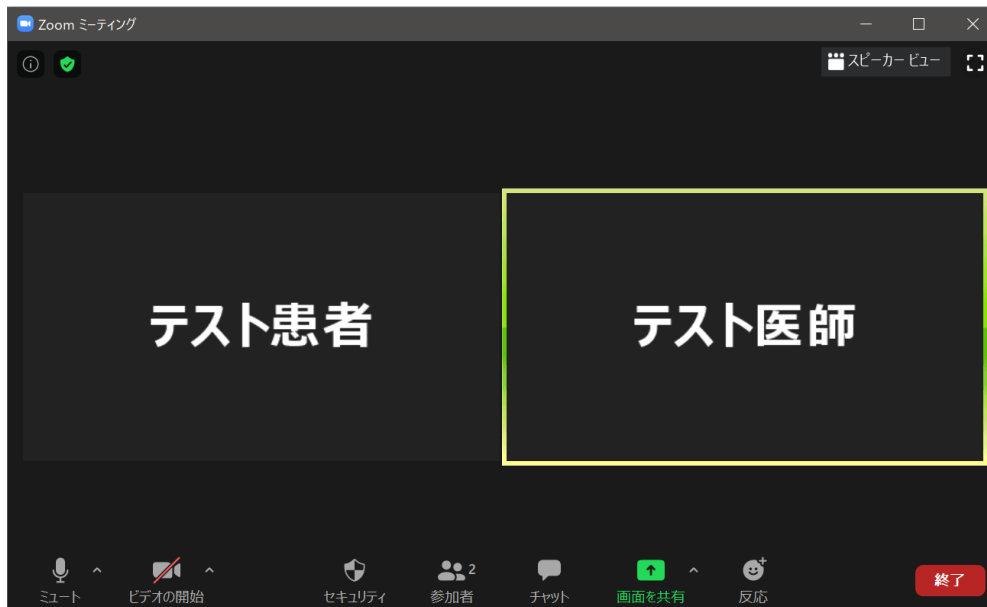 Zoom ミーティング
スピーカー ビュー
テスト患者
テスト医師
2
ミュート
ビデオの開始
セキュリティ
参加者
チャット
画面を共有
反応
終了